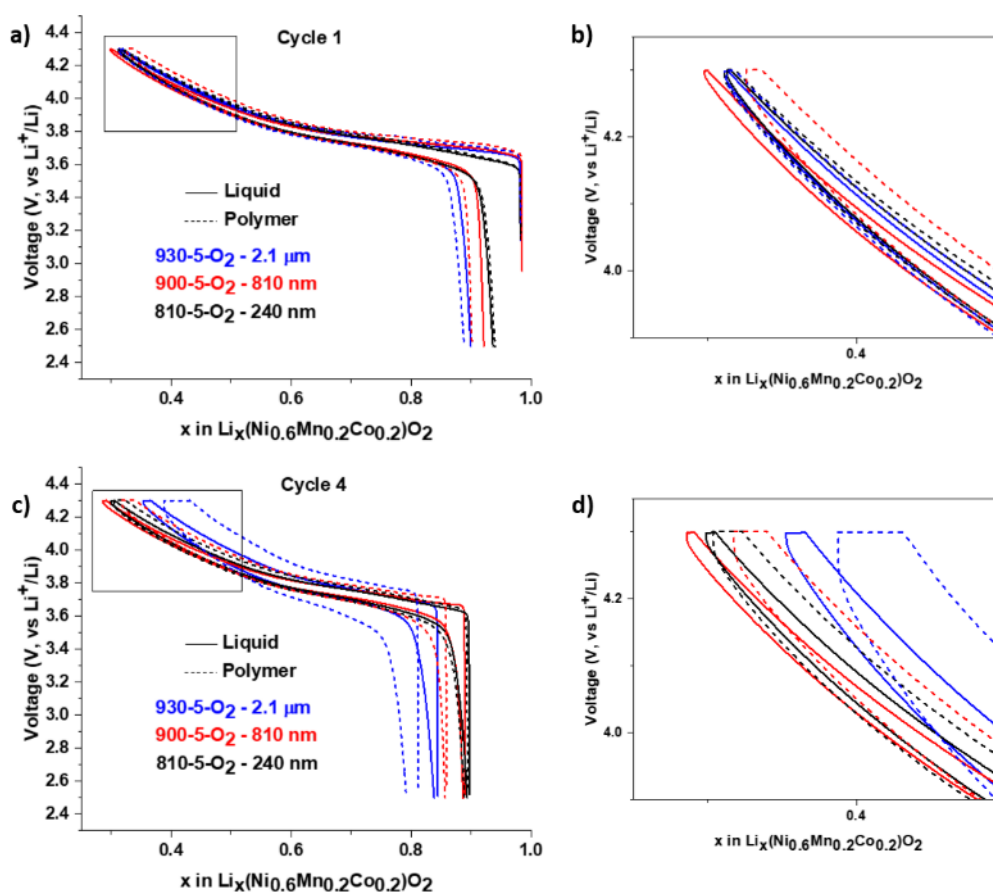 a)
Cycle 1
Voltage (V, vs Li⁺/Li)
4.4
4.2
4.0
3.8
3.6
3.4
3.2
3.0
2.8
2.6
2.4
Liquid
Polymer
930-5-O₂ - 2.1 μm
900-5-O₂ - 810 nm
810-5-O₂ - 240 nm
0.4
0.6
0.8
1.0
x in Liₓ(Ni₀.₆Mn₀.₂Co₀.₂)O₂
b)
Voltage (V, vs Li⁺/Li)
4.2
4.0
0.4
x in Liₓ(Ni₀.₆Mn₀.₂Co₀.₂)O₂
c)
Cycle 4
Voltage (V, vs Li⁺/Li)
4.4
4.2
4.0
3.8
3.6
3.4
3.2
3.0
2.8
2.6
2.4
Liquid
Polymer
930-5-O₂ - 2.1 μm
900-5-O₂ - 810 nm
810-5-O₂ - 240 nm
0.4
0.6
0.8
1.0
x in Liₓ(Ni₀.₆Mn₀.₂Co₀.₂)O₂
d)
Voltage (V, vs Li⁺/Li)
4.2
4.0
0.4
x in Liₓ(Ni₀.₆Mn₀.₂Co₀.₂)O₂